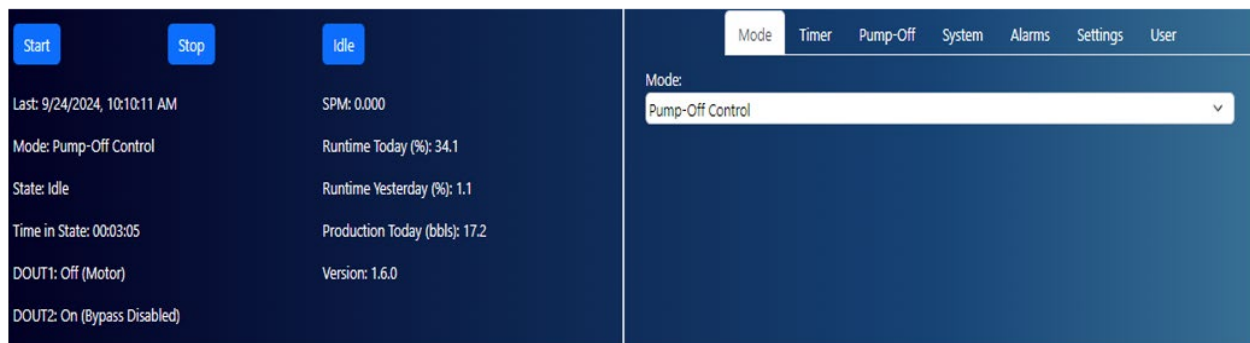 Start Stop Idle
Last: 9/24/2024, 10:10:11 AM
SPM: 0.000
Mode: Pump-Off Control
Runtime Today (%): 34.1
State: Idle
Runtime Yesterday (%): 1.1
Time in State: 00:03:05
Production Today (bbls): 17.2
DOUT1: Off (Motor)
Version: 1.6.0
DOUT2: On (Bypass Disabled)
Mode Timer Pump-Off System Alarms Settings User
Mode:
Pump-Off Control